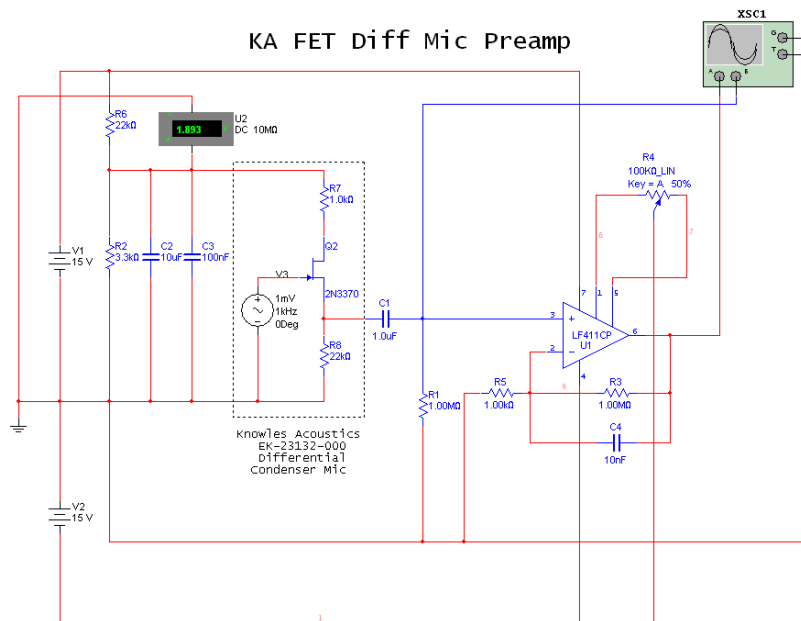 XSC1
KA FET Diff Mic Preamp
G
T
A
B
R6
22kΩ
U2
1.893
DC 10MΩ
R4
100KΩ_LIN
Key = A 50%
R7
1.0kΩ
6
7
V1
15 V
R2
3.3kΩ
C2
10uF
C3
100nF
Q2
V3
2N3370
1mV
1kHz
0Deg
C1
1.0uF
7
1
5
3
LF411CP
U1
6
2
4
R8
22kΩ
R1
1.00MΩ
R5
1.00kΩ
9
R3
1.00MΩ
C4
10nF
Knowles Acoustics
EK-23132-000
Differential
Condenser Mic
V2
15 V
1